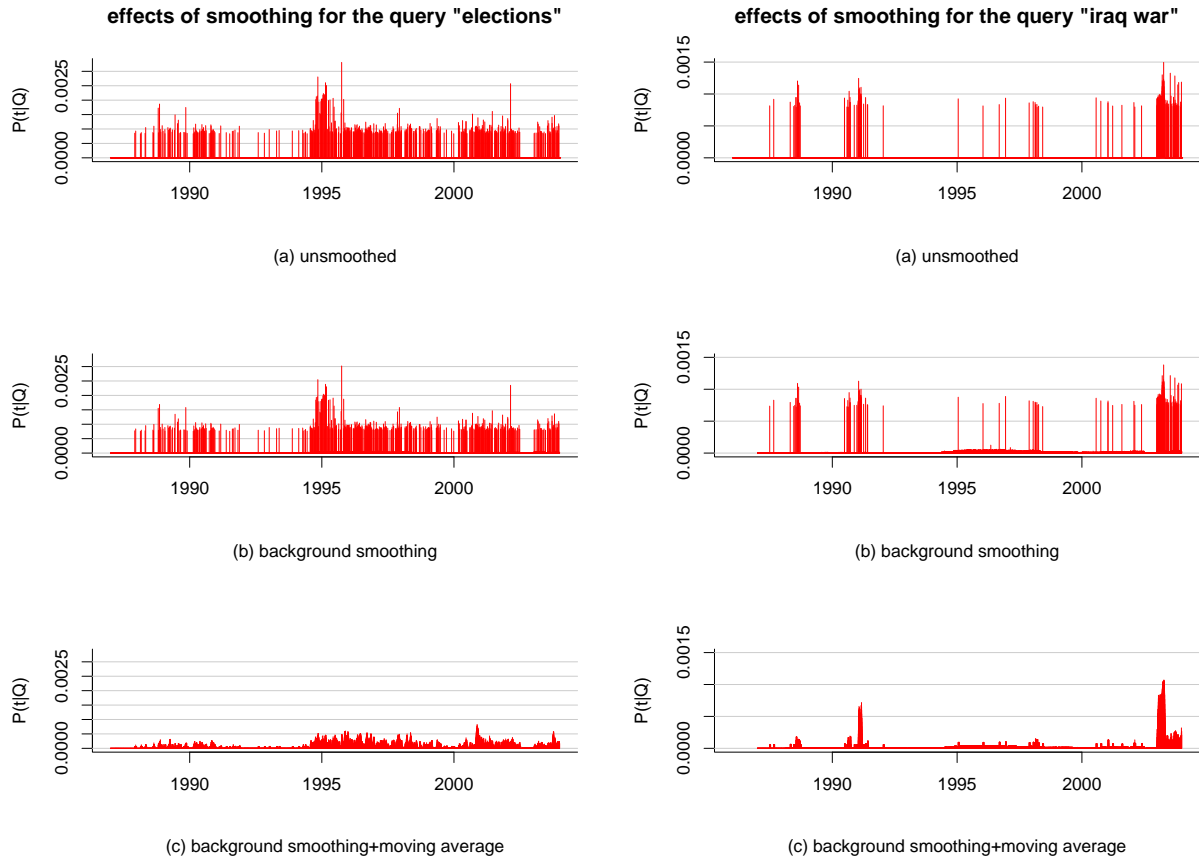 effects of smoothing for the query "elections"
P(t|Q)
0.0000
0.0025
1990
1995
2000
(a) unsmoothed
P(t|Q)
0.0000
0.0025
1990
1995
2000
(b) background smoothing
P(t|Q)
0.0000
0.0025
1990
1995
2000
(c) background smoothing+moving average
effects of smoothing for the query "iraq war"
P(t|Q)
0.0000
0.0015
1990
1995
2000
(a) unsmoothed
P(t|Q)
0.0000
0.0015
1990
1995
2000
(b) background smoothing
P(t|Q)
0.0000
0.0015
1990
1995
2000
(c) background smoothing+moving average